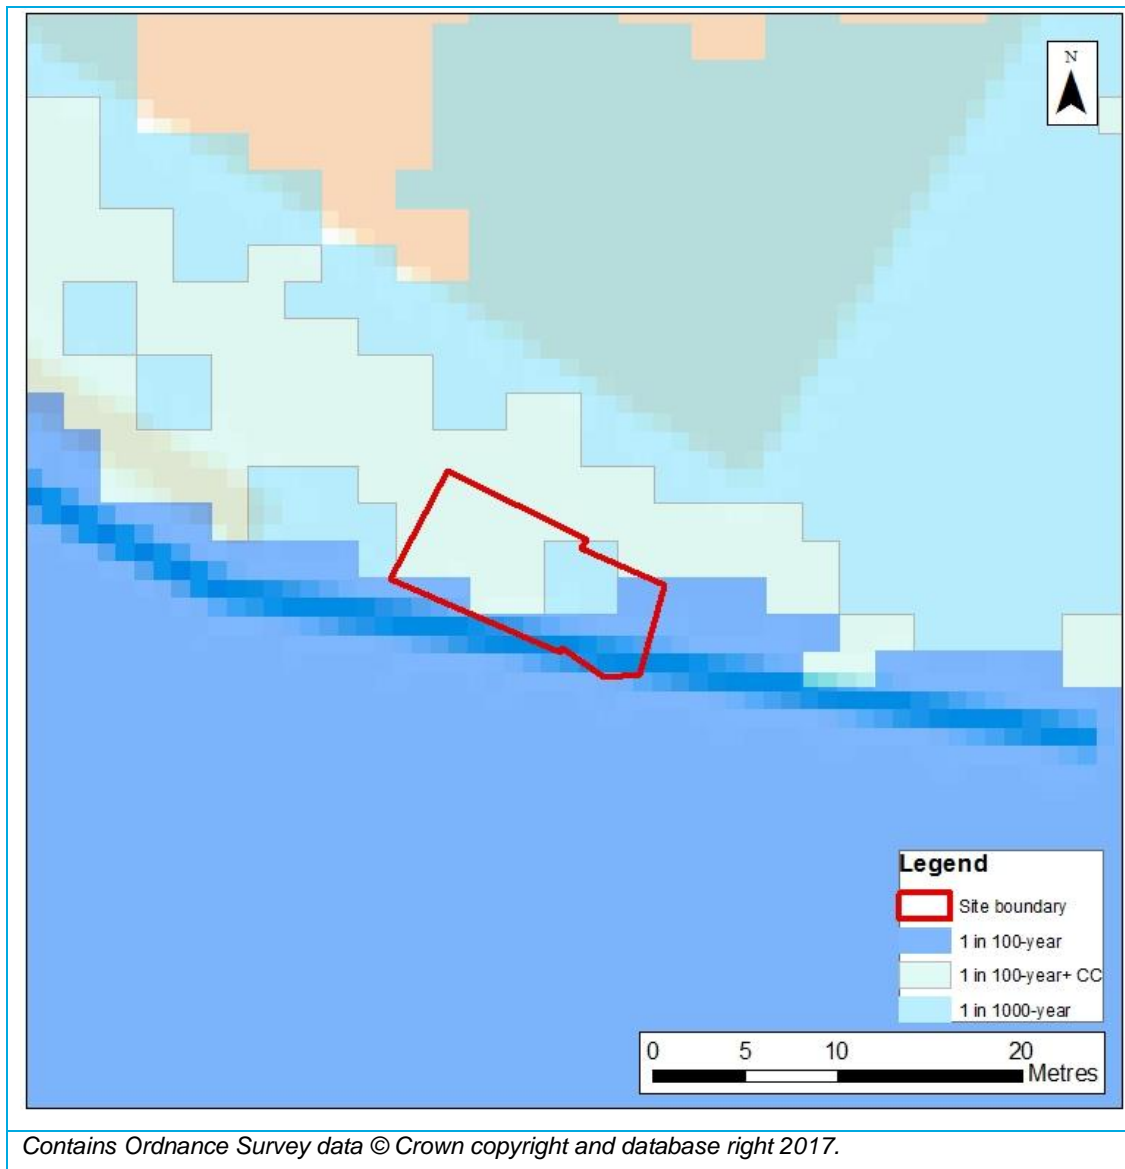 N
Legend
Site boundary
1 in 100-year
1 in 100-year+ CC
1 in 1000-year
0 5 10 20
Metres
Contains Ordnance Survey data © Crown copyright and database right 2017.